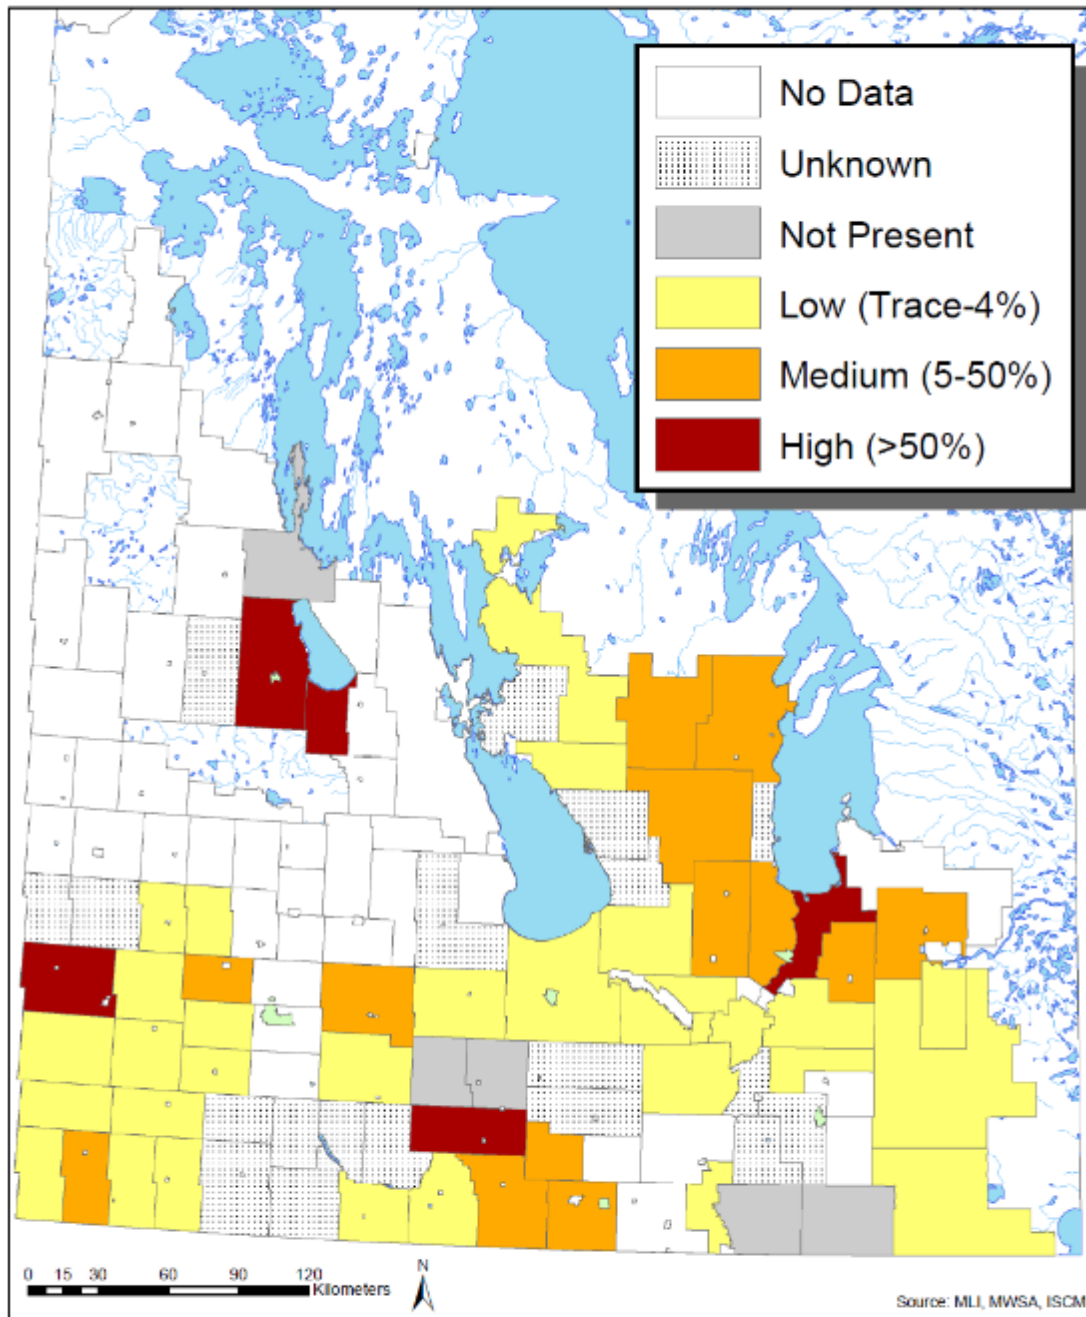 No Data
Unknown
Not Present
Low (Trace-4%)
Medium (5-50%)
High (>50%)
0 15 30 60 90 120
Kilometers
N
Source: MLI, MWSA, ISCM